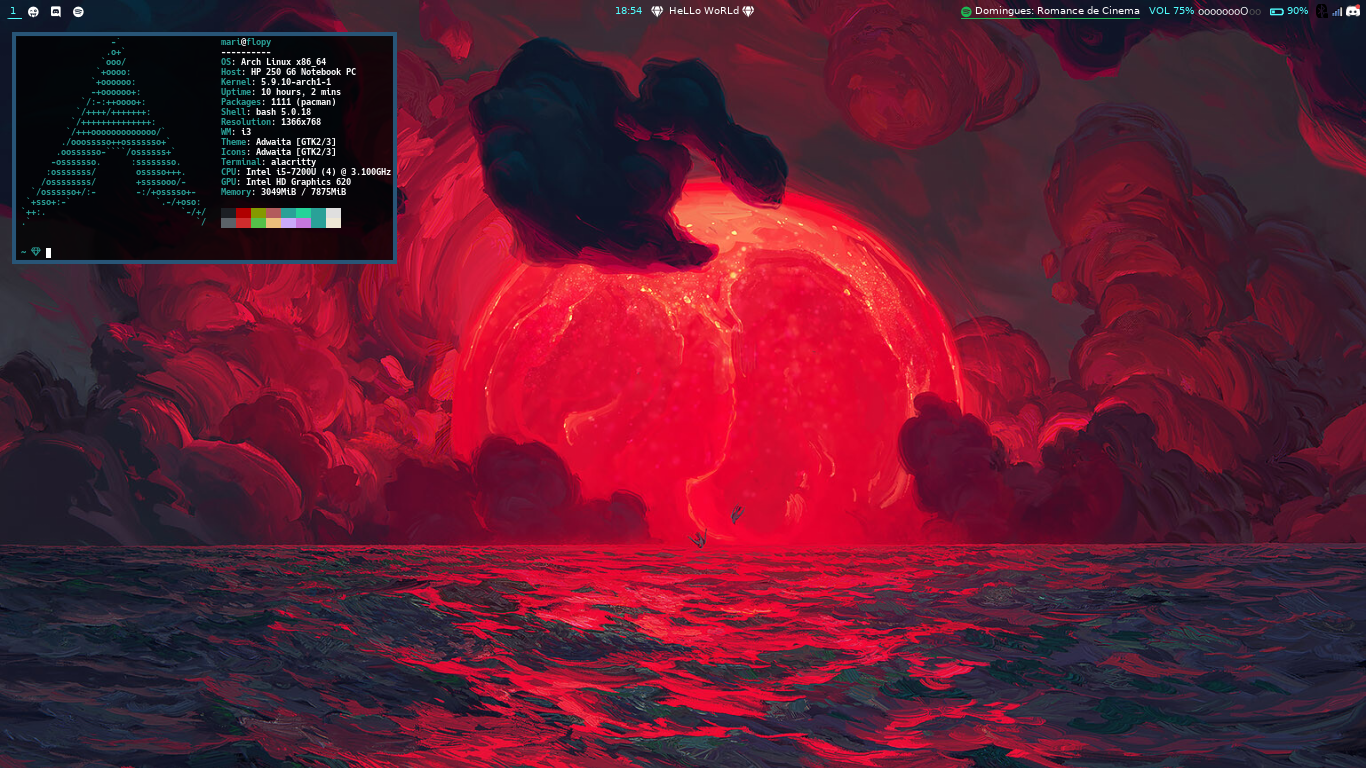 1
18:54 HeLLo WoRLd
Domingues: Romance de Cinema VOL 75% oooooooOoo 90%
mari@flopy
----------
OS: Arch Linux x86_64
Host: HP 250 G6 Notebook PC
Kernel: 5.9.10-arch1-1
Uptime: 10 hours, 2 mins
Packages: 1111 (pacman)
Shell: bash 5.0.18
Resolution: 1366x768
WM: i3
Theme: Adwaita [GTK2/3]
Icons: Adwaita [GTK2/3]
Terminal: alacritty
CPU: Intel i5-7200U (4) @ 3.100GHz
GPU: Intel HD Graphics 620
Memory: 3049MiB / 7875MiB
~